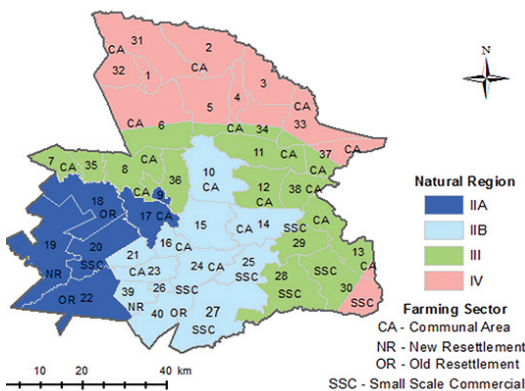 31
2
CA
CA
N
32
1
3
CA
5
4
CA
33
CA
6
CA
34
37
CA
7
CA
35
8
CA
11
CA
CA
CA
9
36
10
CA
12
CA
38
CA
18
OR
17
CA
15
CA
14
SSC
29
CA
19
20
SSC
16
CA
13
CA
NR
21
CA
23
24
CA
25
SSC
28
SSC
SSC
30
SSC
OR
22
39
NR
26
SSC
40
OR
27
SSC
Natural Region
IIA
IIB
III
IV
Farming Sector
CA - Communal Area
NR - New Resettlement
OR - Old Resettlement
SSC - Small Scale Commercial
0 10 20 40 km